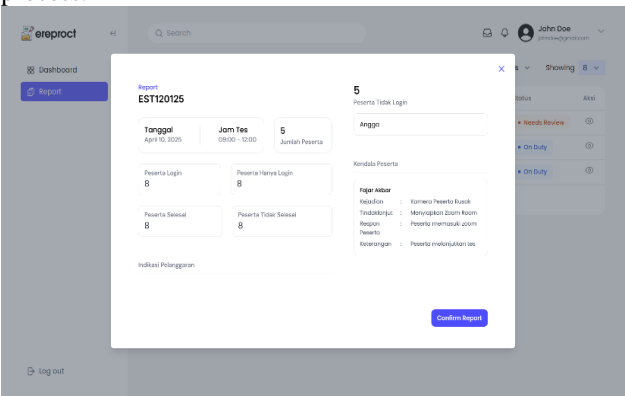 ereproct
Search
John Doe
Dashboard
Report
Log out
Showing 8
Status
Aksi
Needs Review
On Duty
On Duty
Report
EST120125
Tanggal
April 10, 2025
Jam Tes
09:00 - 12:00
5
Jumlah Peserta
Peserta Login
8
Peserta Hanya Login
8
Peserta Selesai
8
Peserta Tidak Selesai
8
Indikasi Pelanggaran
5
Peserta Tidak Login
Angga
Kendala Peserta
Fajar Akbar
Kejadian : Kamera Peserta Rusak
Tindaklanjut : Menyiapkan Zoom Room
Respon Peserta : Peserta memasuki zoom
Keterangan : Peserta melanjutkan tes
Confirm Report